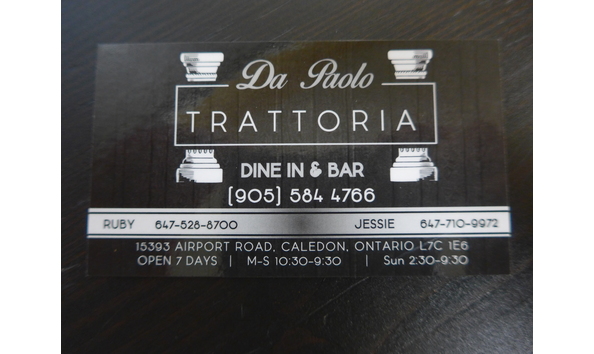 Da Paolo
TRATTORIA
DINE IN & BAR
(905) 584 4766
RUBY 647-528-8700 JESSIE 647-710-9972
15393 AIRPORT ROAD, CALEDON, ONTARIO L7C 1E6
OPEN 7 DAYS | M-S 10:30-9:30 | Sun 2:30-9:30